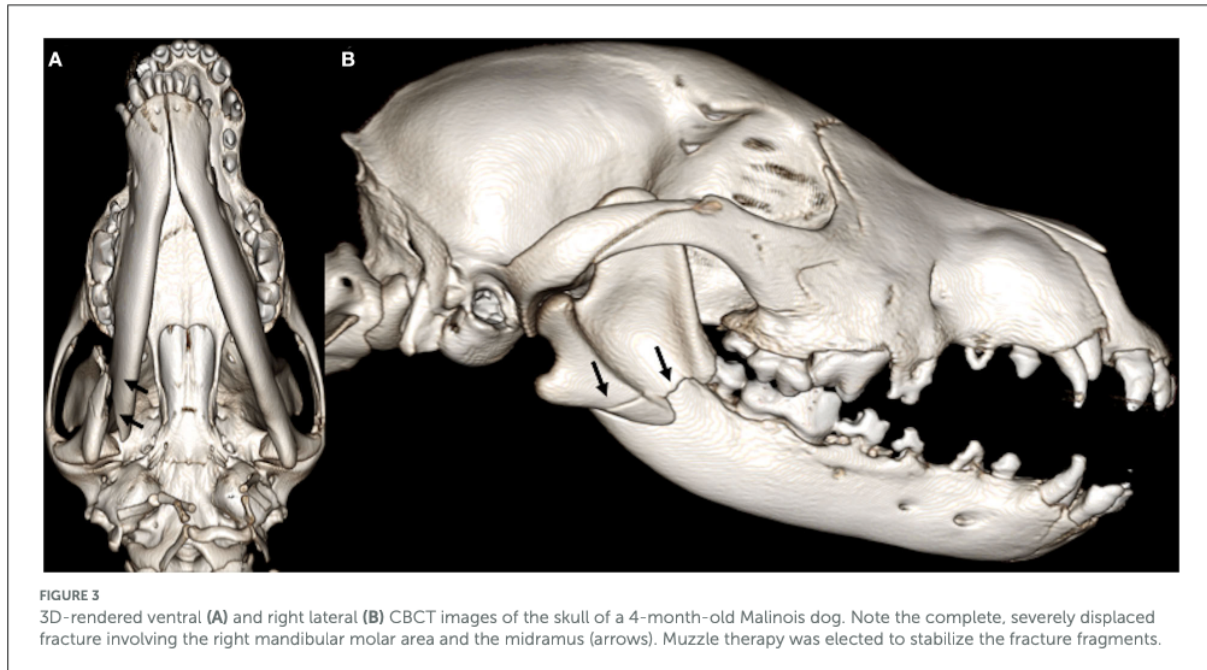 A
B
FIGURE 3
3D-rendered ventral (A) and right lateral (B) CBCT images of the skull of a 4-month-old Malinois dog. Note the complete, severely displaced
fracture involving the right mandibular molar area and the midramus (arrows). Muzzle therapy was elected to stabilize the fracture fragments.